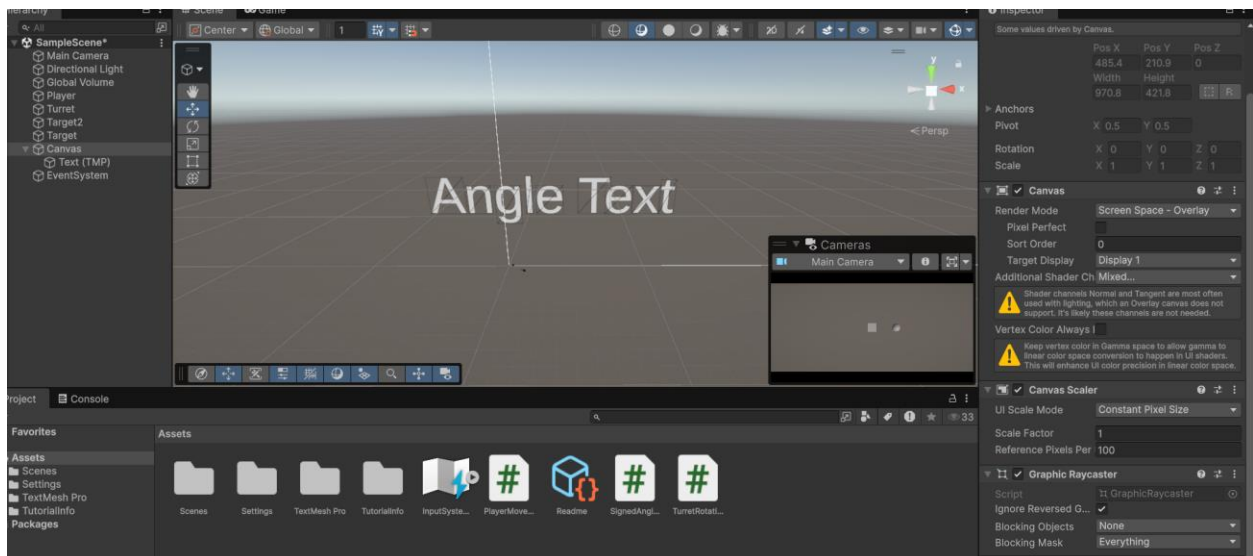 Hierarchy
Scene Game
Inspector
All
Center Global 1
Some values driven by Canvas.
SampleScene*
Main Camera
Directional Light
Global Volume
Player
Turret
Target2
Target
Canvas
Text (TMP)
EventSystem
y
x
Persp
Angle Text
Cameras
Main Camera
Pos X Pos Y Pos Z
485.4 210.9 0
Width Height
970.8 421.8 R
Anchors
Pivot X 0.5 Y 0.5
Rotation X 0 Y 0 Z 0
Scale X 1 Y 1 Z 1
Canvas
Render Mode Screen Space - Overlay
Pixel Perfect
Sort Order 0
Target Display Display 1
Additional Shader Ch Mixed...
Shader channels Normal and Tangent are most often
used with lighting, which an Overlay canvas does not
support. It's likely these channels are not needed.
Vertex Color Always I
Keep vertex color in Gamma space to allow gamma to
linear color space conversion to happen in UI shaders.
This will enhance UI color precision in linear color space.
Canvas Scaler
UI Scale Mode Constant Pixel Size
Scale Factor 1
Reference Pixels Per 100
Graphic Raycaster
Script GraphicRaycaster
Ignore Reversed G...
Blocking Objects None
Blocking Mask Everything
Project Console
33
Favorites
Assets
Scenes
Settings
TextMesh Pro
TutorialInfo
Packages
Assets
Scenes Settings TextMesh Pro TutorialInfo InputSyste... PlayerMove... Readme SignedAngl... TurretRotati...